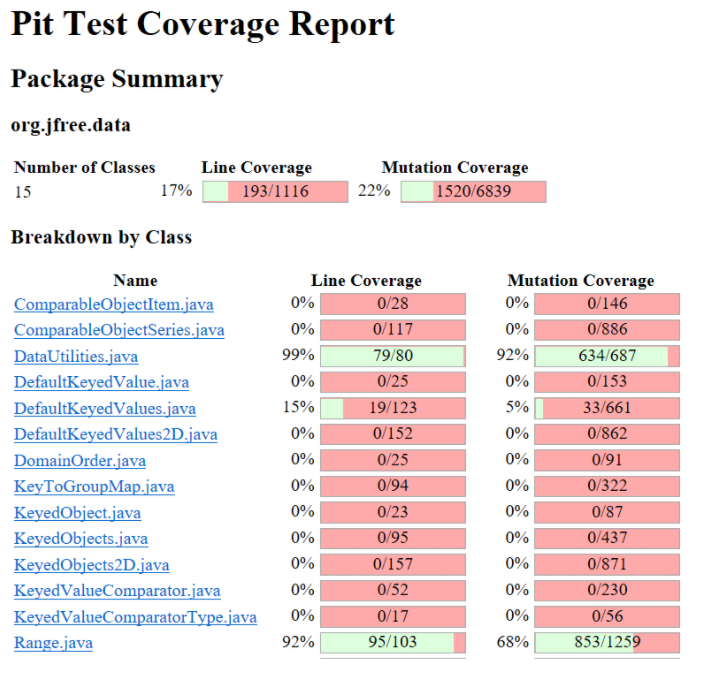 Pit Test Coverage Report
Package Summary
org.jfree.data
Number of Classes Line Coverage Mutation Coverage
15 17% 193/1116 22% 1520/6839
Breakdown by Class
Name Line Coverage Mutation Coverage
ComparableObjectItem.java 0% 0/28 0% 0/146
ComparableObjectSeries.java 0% 0/117 0% 0/886
DataUtilities.java 99% 79/80 92% 634/687
DefaultKeyedValue.java 0% 0/25 0% 0/153
DefaultKeyedValues.java 15% 19/123 5% 33/661
DefaultKeyedValues2D.java 0% 0/152 0% 0/862
DomainOrder.java 0% 0/25 0% 0/91
KeyToGroupMap.java 0% 0/94 0% 0/322
KeyedObject.java 0% 0/23 0% 0/87
KeyedObjects.java 0% 0/95 0% 0/437
KeyedObjects2D.java 0% 0/157 0% 0/871
KeyedValueComparator.java 0% 0/52 0% 0/230
KeyedValueComparatorType.java 0% 0/17 0% 0/56
Range.java 92% 95/103 68% 853/1259